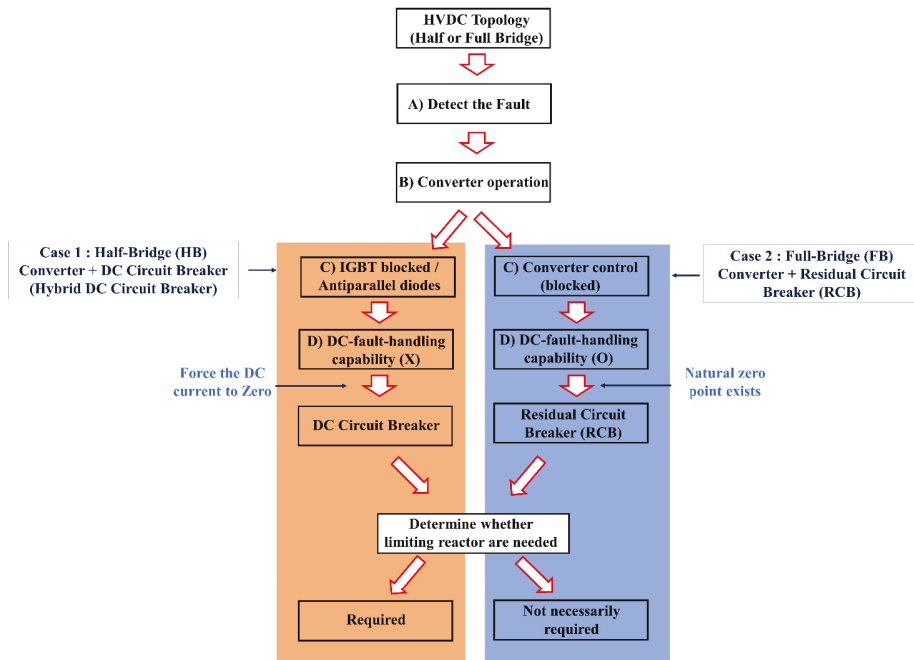 HVDC Topology
(Half or Full Bridge)
A) Detect the Fault
B) Converter operation
Case 1 : Half-Bridge (HB)
Converter + DC Circuit Breaker
(Hybrid DC Circuit Breaker)
C) IGBT blocked /
Antiparallel diodes
C) Converter control
(blocked)
Case 2 : Full-Bridge (FB)
Converter + Residual Circuit
Breaker (RCB)
D) DC-fault-handling
capability (X)
D) DC-fault-handling
capability (O)
Force the DC
current to Zero
Natural zero
point exists
DC Circuit Breaker
Residual Circuit
Breaker (RCB)
Determine whether
limiting reactor are needed
Required
Not necessarily
required